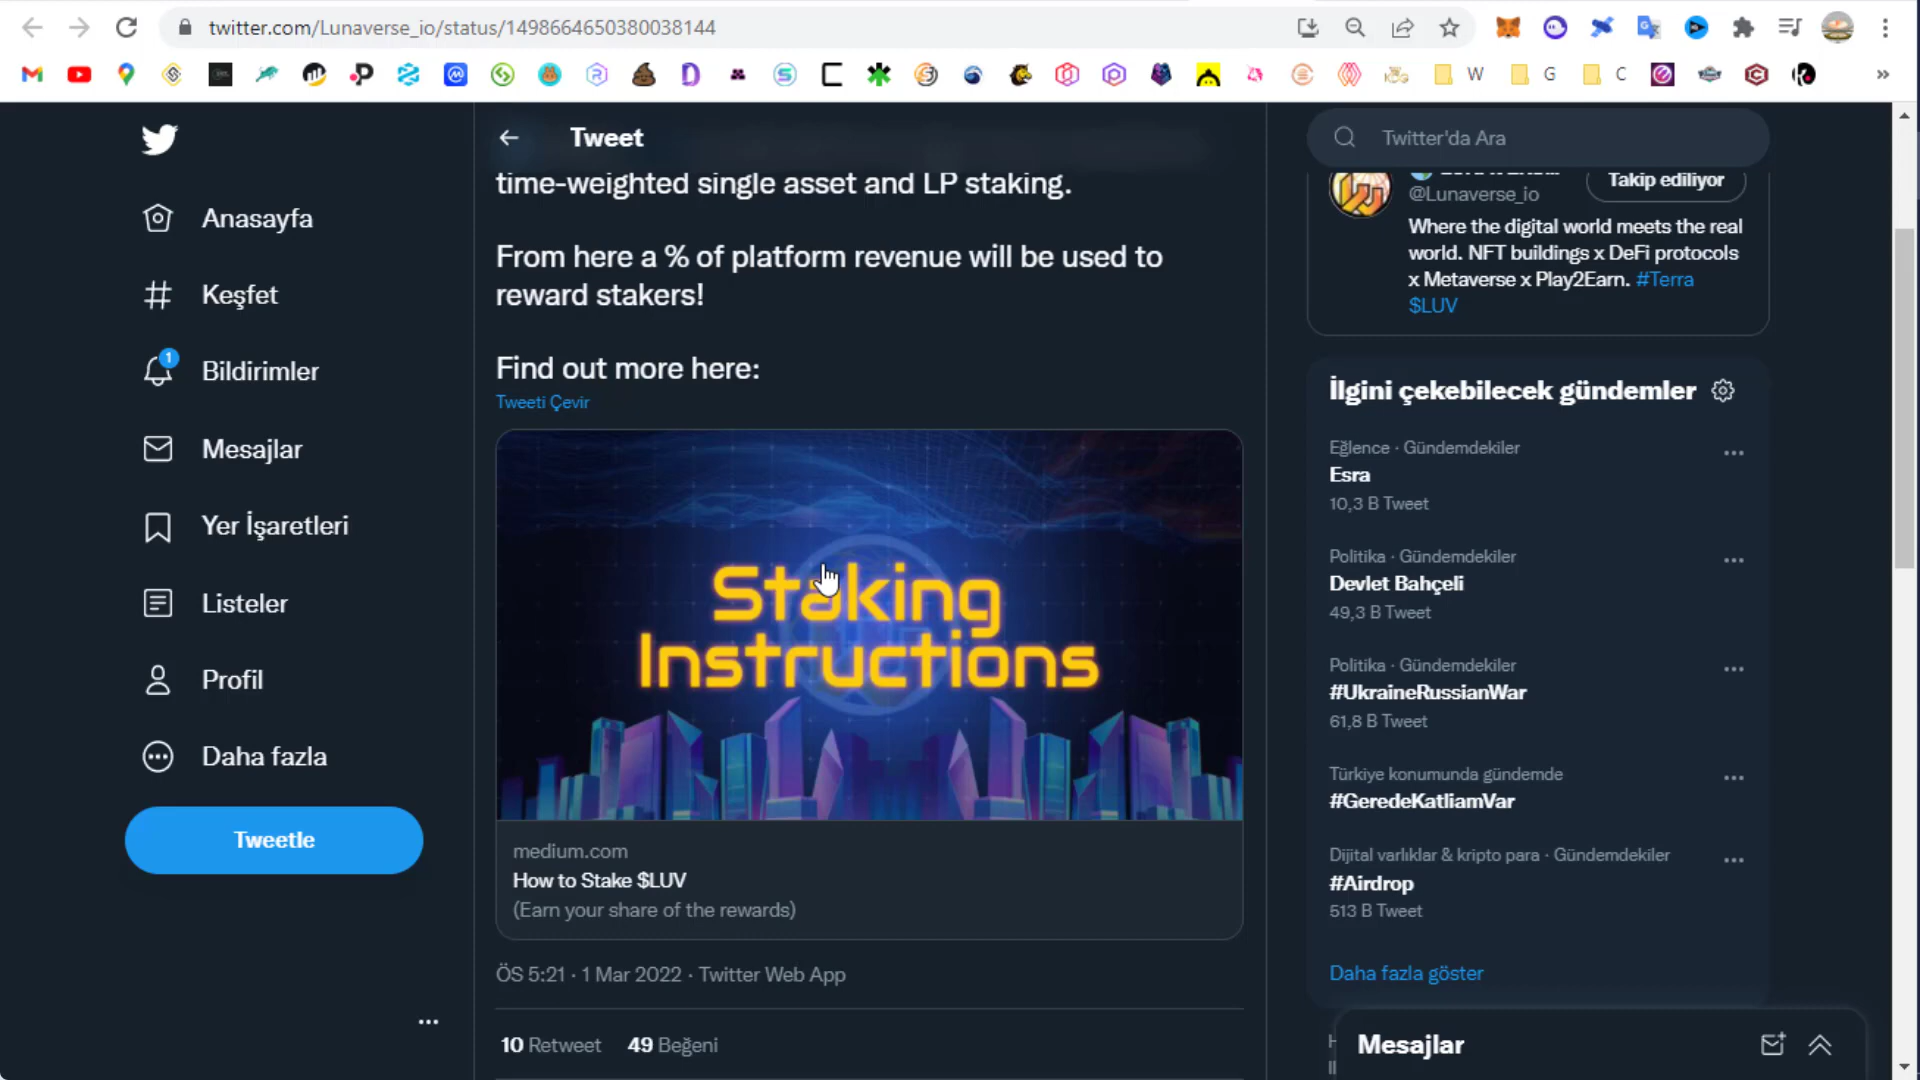 twitter.com/Lunaverse_io/status/1498664650380038144
W
G
C
Tweet
Twitter'da Ara
time-weighted single asset and LP staking.
From here a % of platform revenue will be used to
reward stakers!
Find out more here:
Tweeti Çevir
Staking
Instructions
medium.com
How to Stake $LUV
(Earn your share of the rewards)
ÖS 5:21 · 1 Mar 2022 · Twitter Web App
10 Retweet 49 Beğeni
Anasayfa
Keşfet
1
Bildirimler
Mesajlar
Yer İşaretleri
Listeler
Profil
Daha fazla
Tweetle
Takip ediliyor
@Lunaverse_io
Where the digital world meets the real
world. NFT buildings x DeFi protocols
x Metaverse x Play2Earn. #Terra
$LUV
İlgini çekebilecek gündemler
Eğlence · Gündemdekiler
Esra
10,3 B Tweet
Politika · Gündemdekiler
Devlet Bahçeli
49,3 B Tweet
Politika · Gündemdekiler
#UkraineRussianWar
61,8 B Tweet
Türkiye konumunda gündemde
#GeredeKatliamVar
Dijital varlıklar & kripto para · Gündemdekiler
#Airdrop
513 B Tweet
Daha fazla göster
Mesajlar